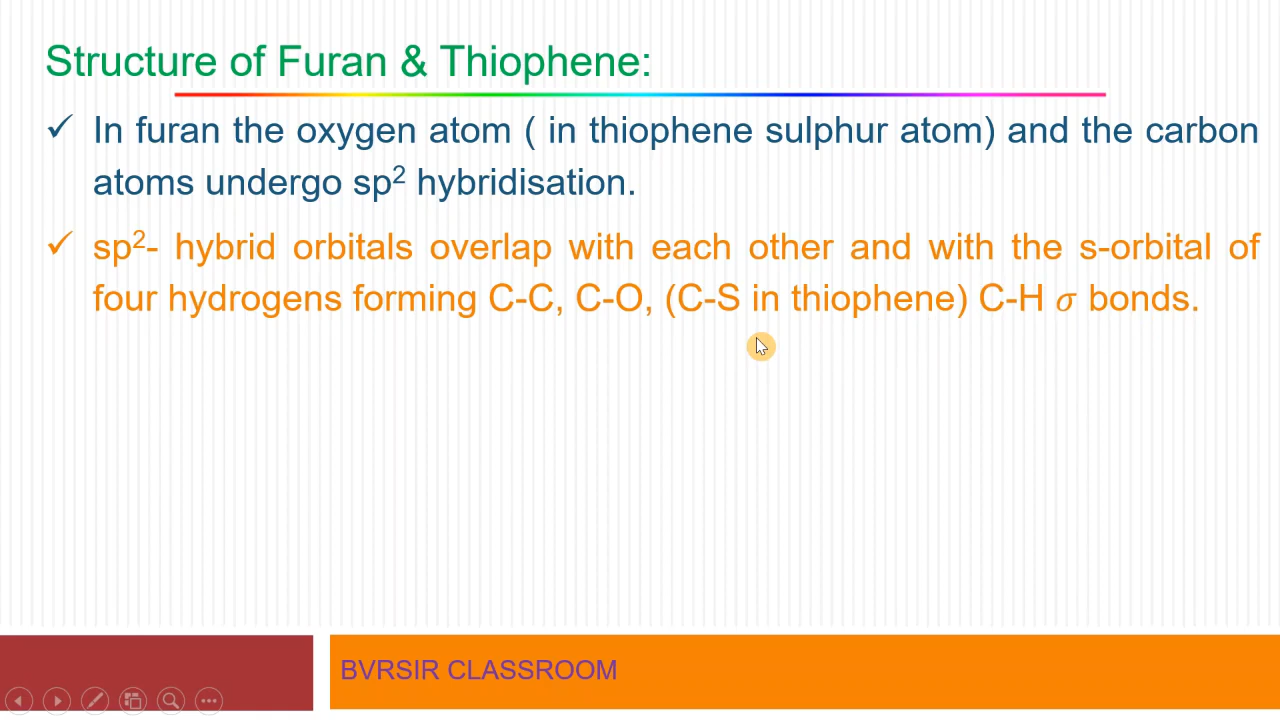 Structure of Furan & Thiophene:
✓ In furan the oxygen atom ( in thiophene sulphur atom) and the carbon
atoms undergo sp² hybridisation.
✓ sp²- hybrid orbitals overlap with each other and with the s-orbital of
four hydrogens forming C-C, C-O, (C-S in thiophene) C-H σ bonds.
BVRSIR CLASSROOM